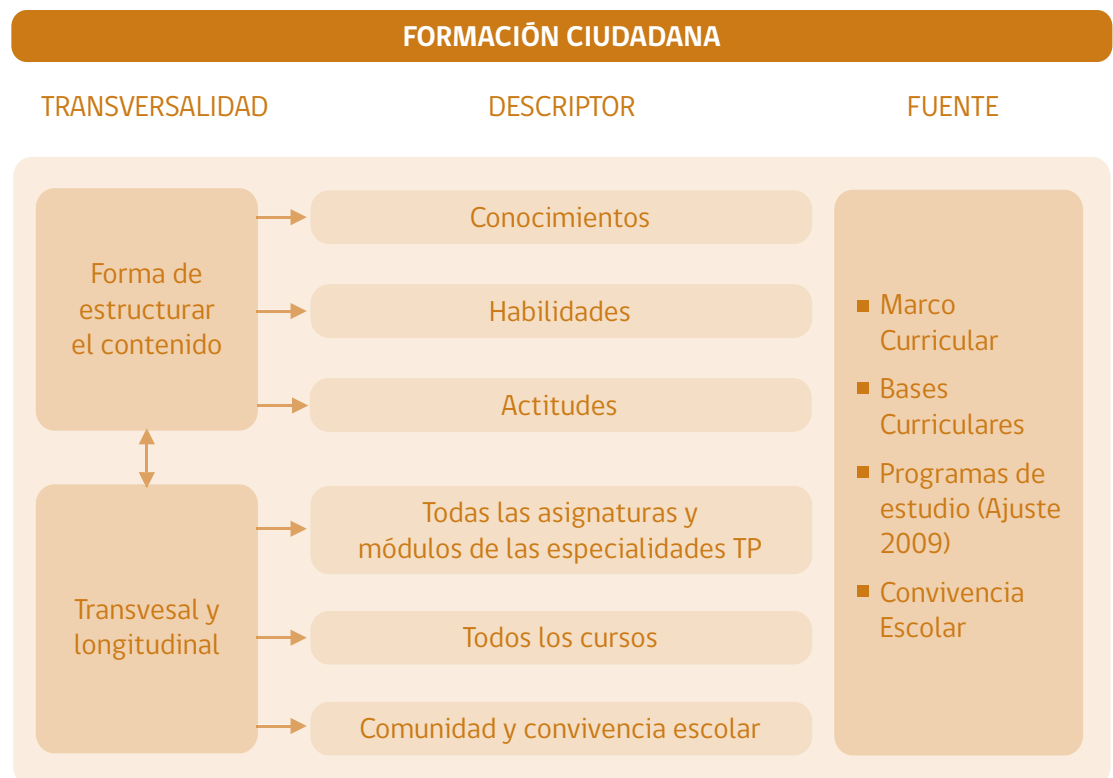 FORMACIÓN CIUDADANA
TRANSVERSALIDAD
DESCRIPTOR
FUENTE
Forma de
estructurar
el contenido
Conocimientos
Habilidades
Actitudes
Transvesal y
longitudinal
Todas las asignaturas y
módulos de las especialidades TP
Todos los cursos
Comunidad y convivencia escolar
Marco
Curricular
Bases
Curriculares
Programas de
estudio (Ajuste
2009)
Convivencia
Escolar